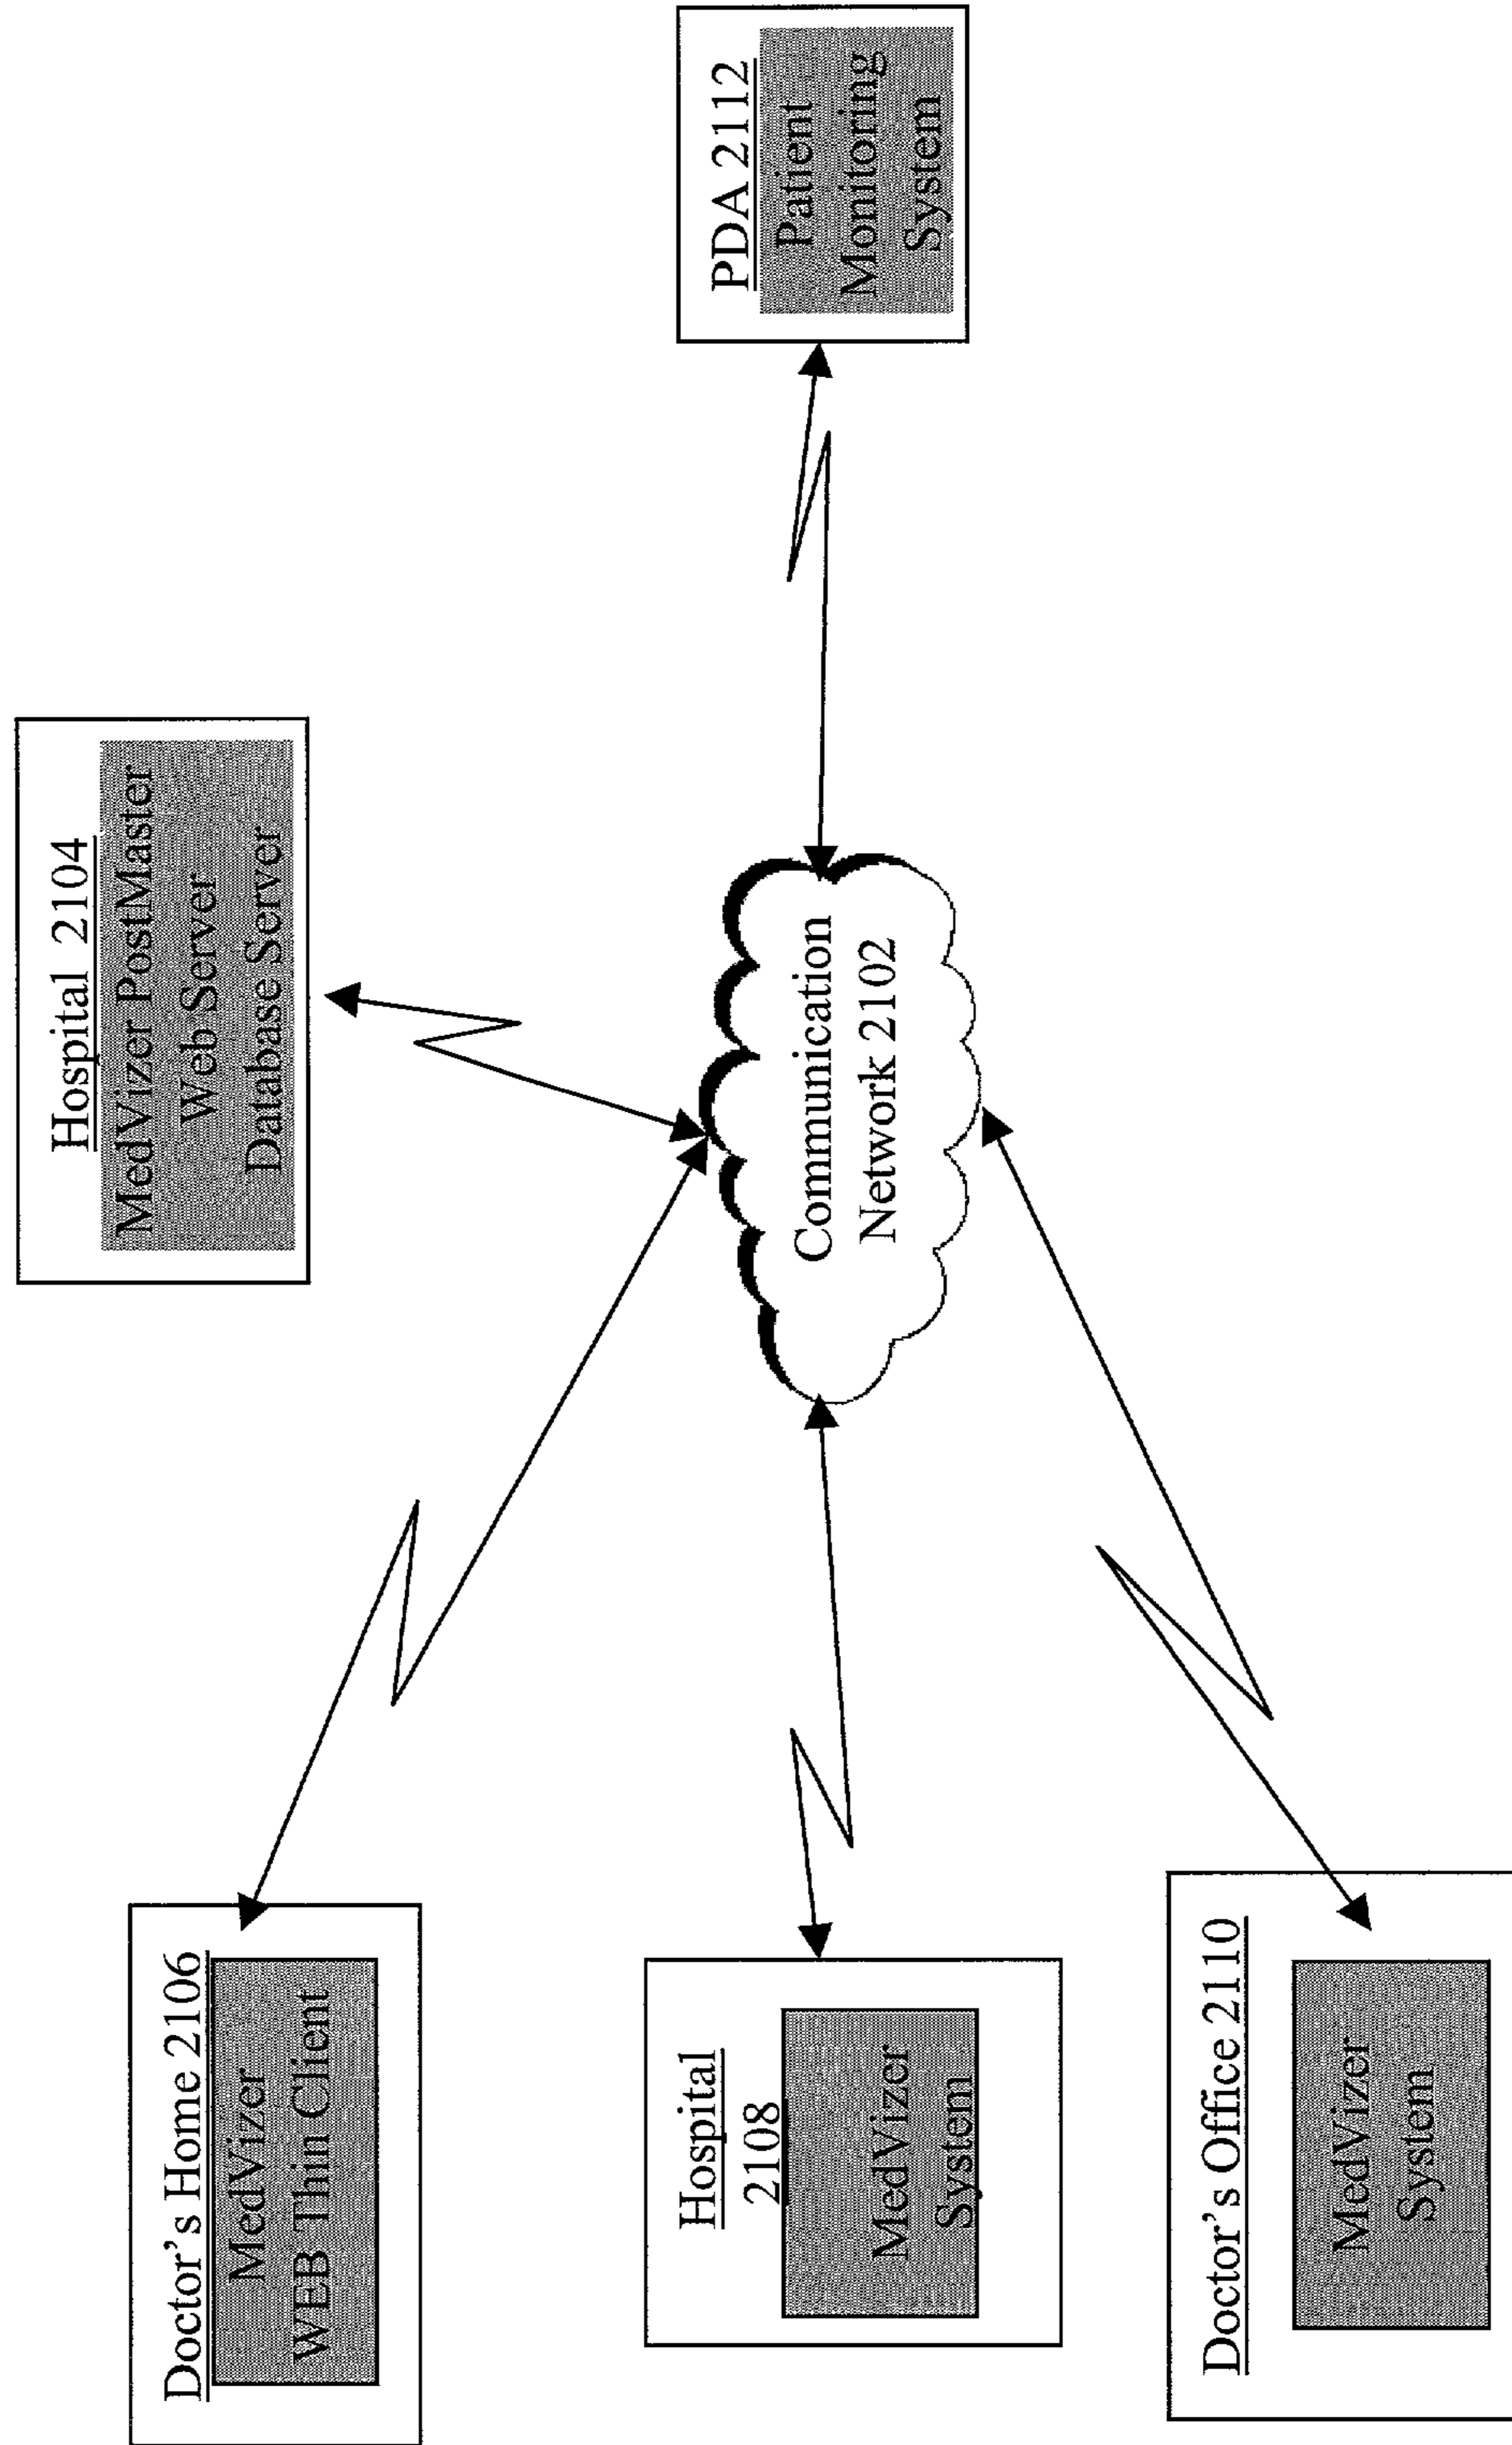 Hospital 2104
MedVizer PostMaster
Web Server
Database Server
Doctor's Home 2106
MedVizer
WEB Thin Client
Communication
Network 2102
PDA 2112
Patient
Monitoring
System
Hospital
2108
MedVizer
System
Doctor's Office 2110
MedVizer
System